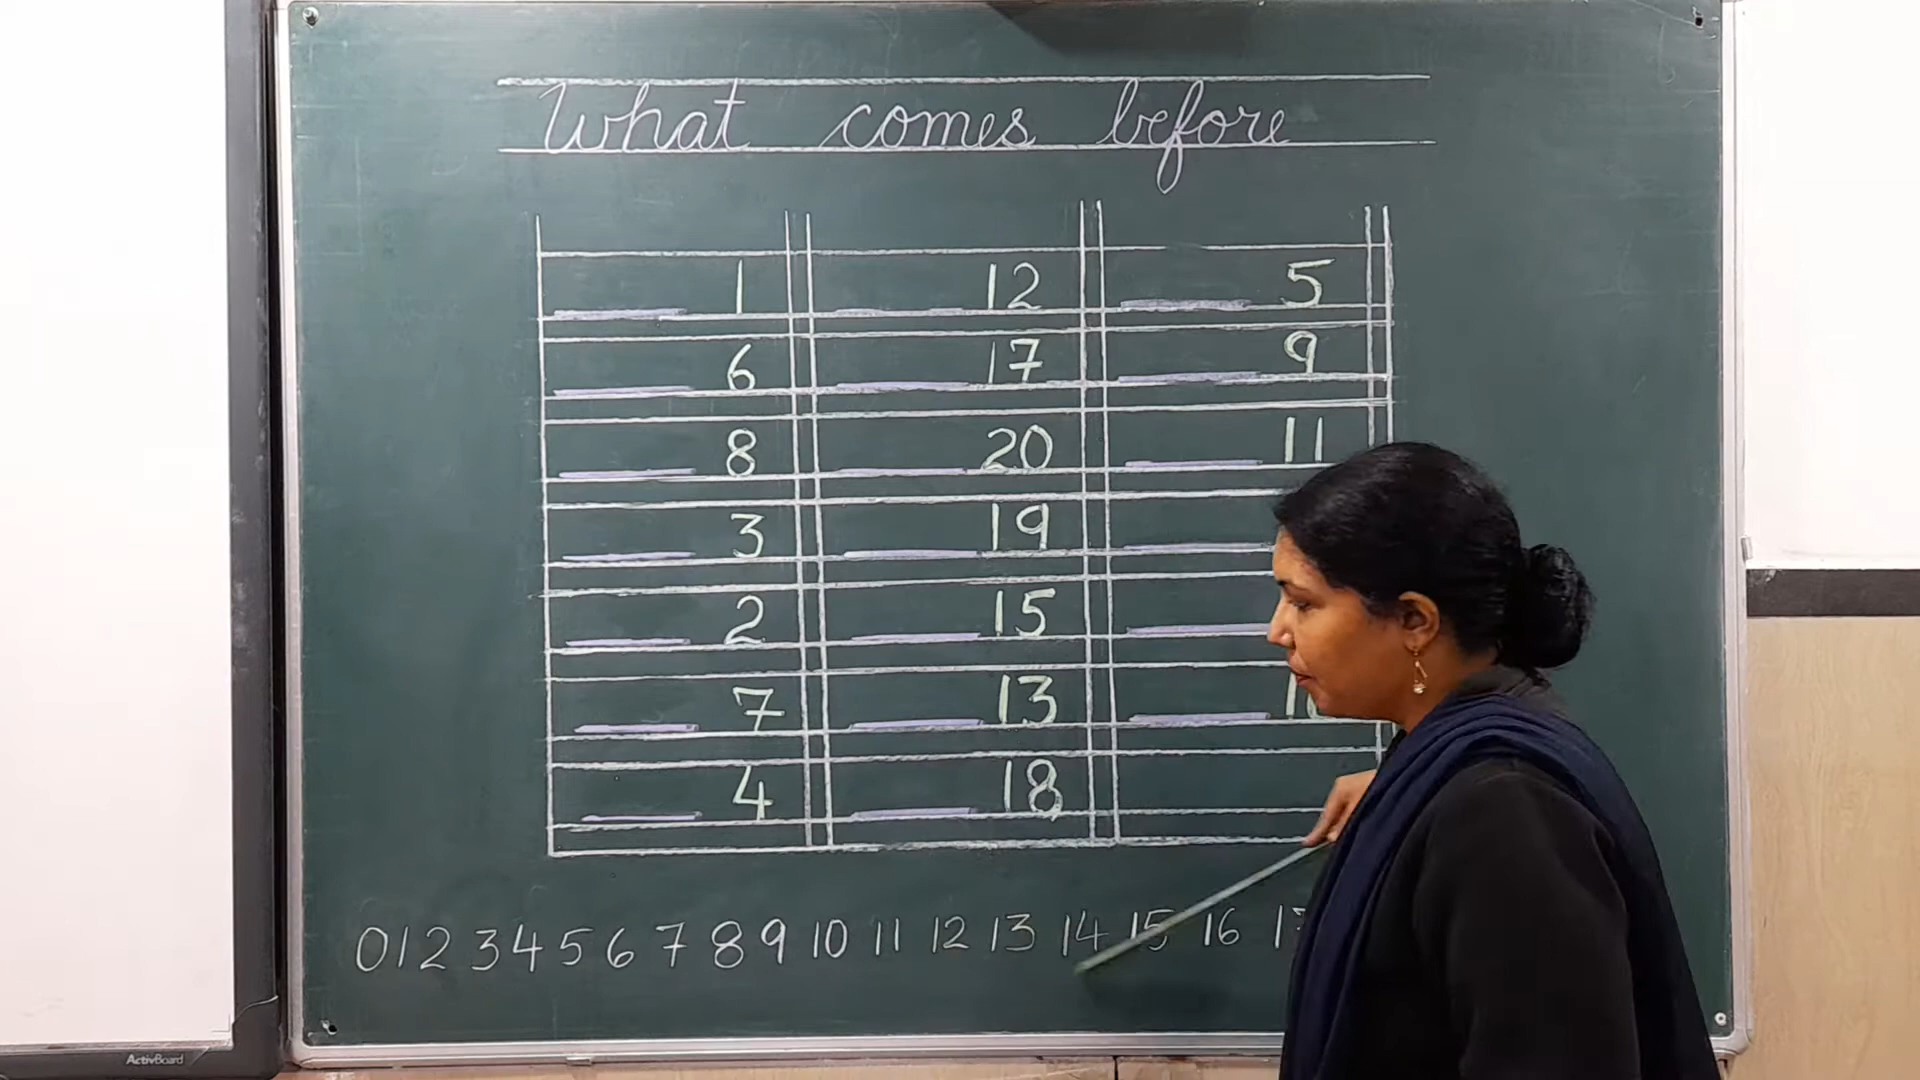 What comes before
1 12 5
6 17 9
8 20 11
3 19
2 15
7 13
4 18
0 1 2 3 4 5 6 7 8 9 10 11 12 13 14 15 16
ActivBoard